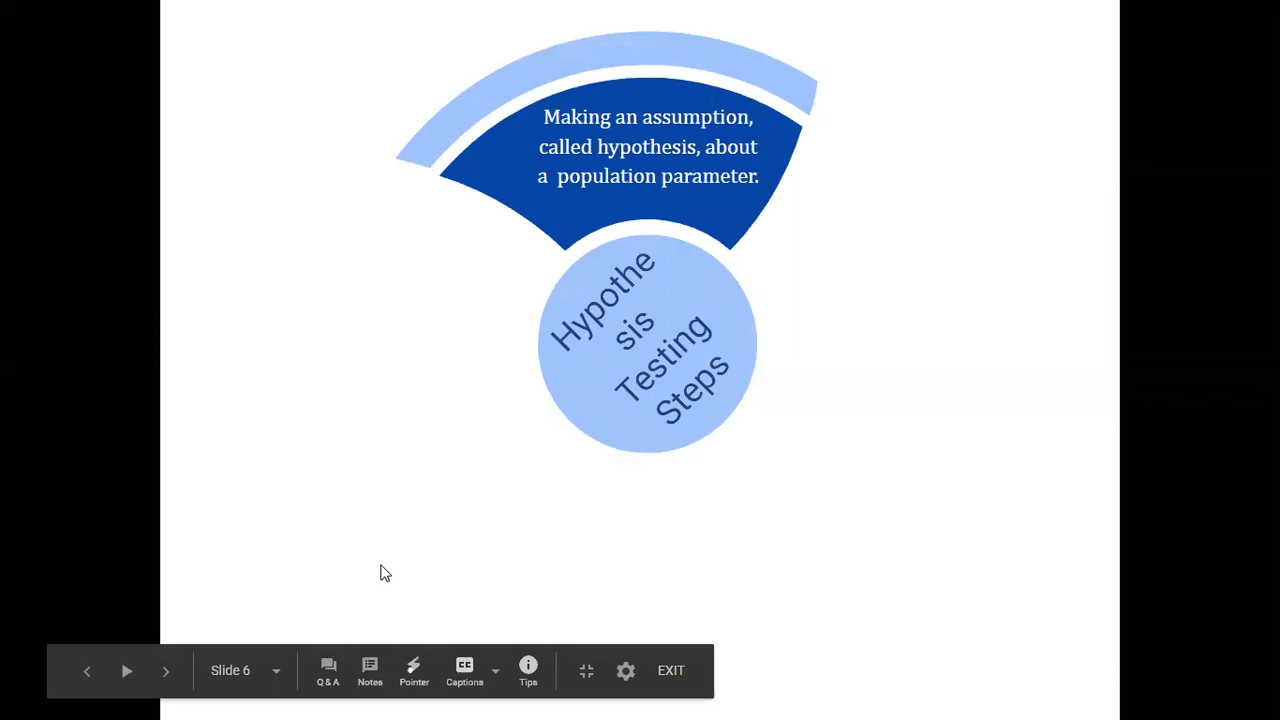 Making an assumption,
called hypothesis, about
a population parameter.
Hypothe
sis
Testing
Steps
Slide 6
Q & A
Notes
Pointer
CC
Captions
Tips
EXIT